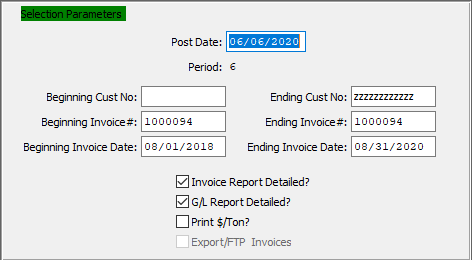 Selection Parameters
Post Date: 06/06/2020
Period: 6
Beginning Cust No: Ending Cust No: zzzzzzzzzzzz
Beginning Invoice#: 1000094 Ending Invoice#: 1000094
Beginning Invoice Date: 08/01/2018 Ending Invoice Date: 08/31/2020
Invoice Report Detailed?
G/L Report Detailed?
Print $/Ton?
Export/FTP Invoices